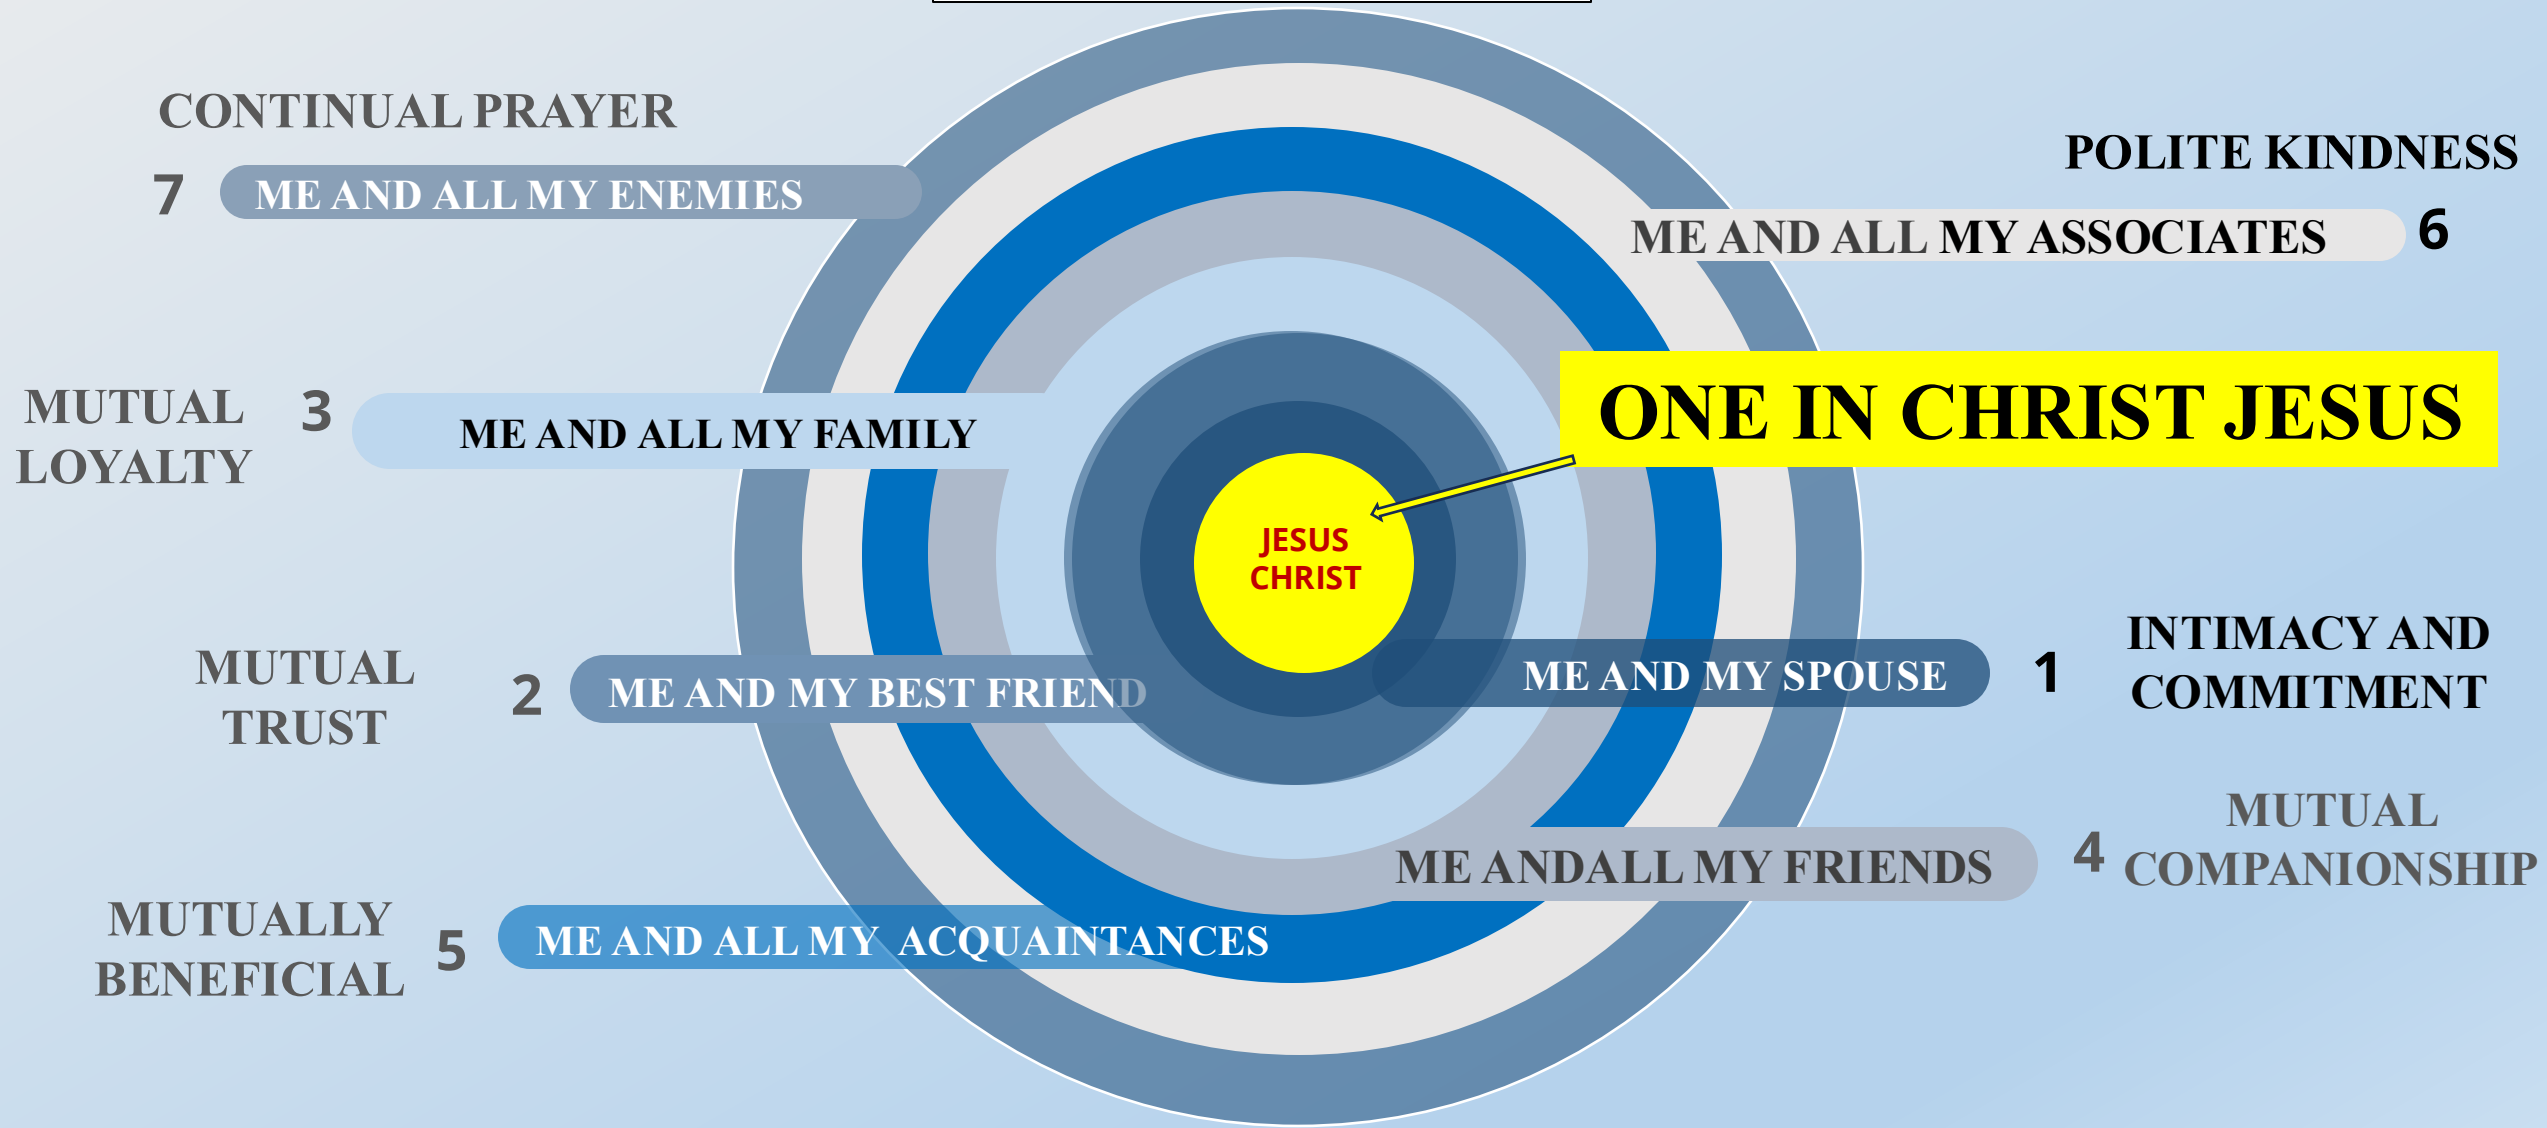 CONTINUAL PRAYER
7 ME AND ALL MY ENEMIES
POLITE KINDNESS
ME AND ALL MY ASSOCIATES 6
ONE IN CHRIST JESUS
MUTUAL
LOYALTY
3 ME AND ALL MY FAMILY
JESUS
CHRIST
MUTUAL
TRUST
2 ME AND MY BEST FRIEND
ME AND MY SPOUSE 1
INTIMACY AND
COMMITMENT
ME ANDALL MY FRIENDS 4
MUTUAL
COMPANIONSHIP
MUTUALLY
BENEFICIAL
5 ME AND ALL MY ACQUAINTANCES